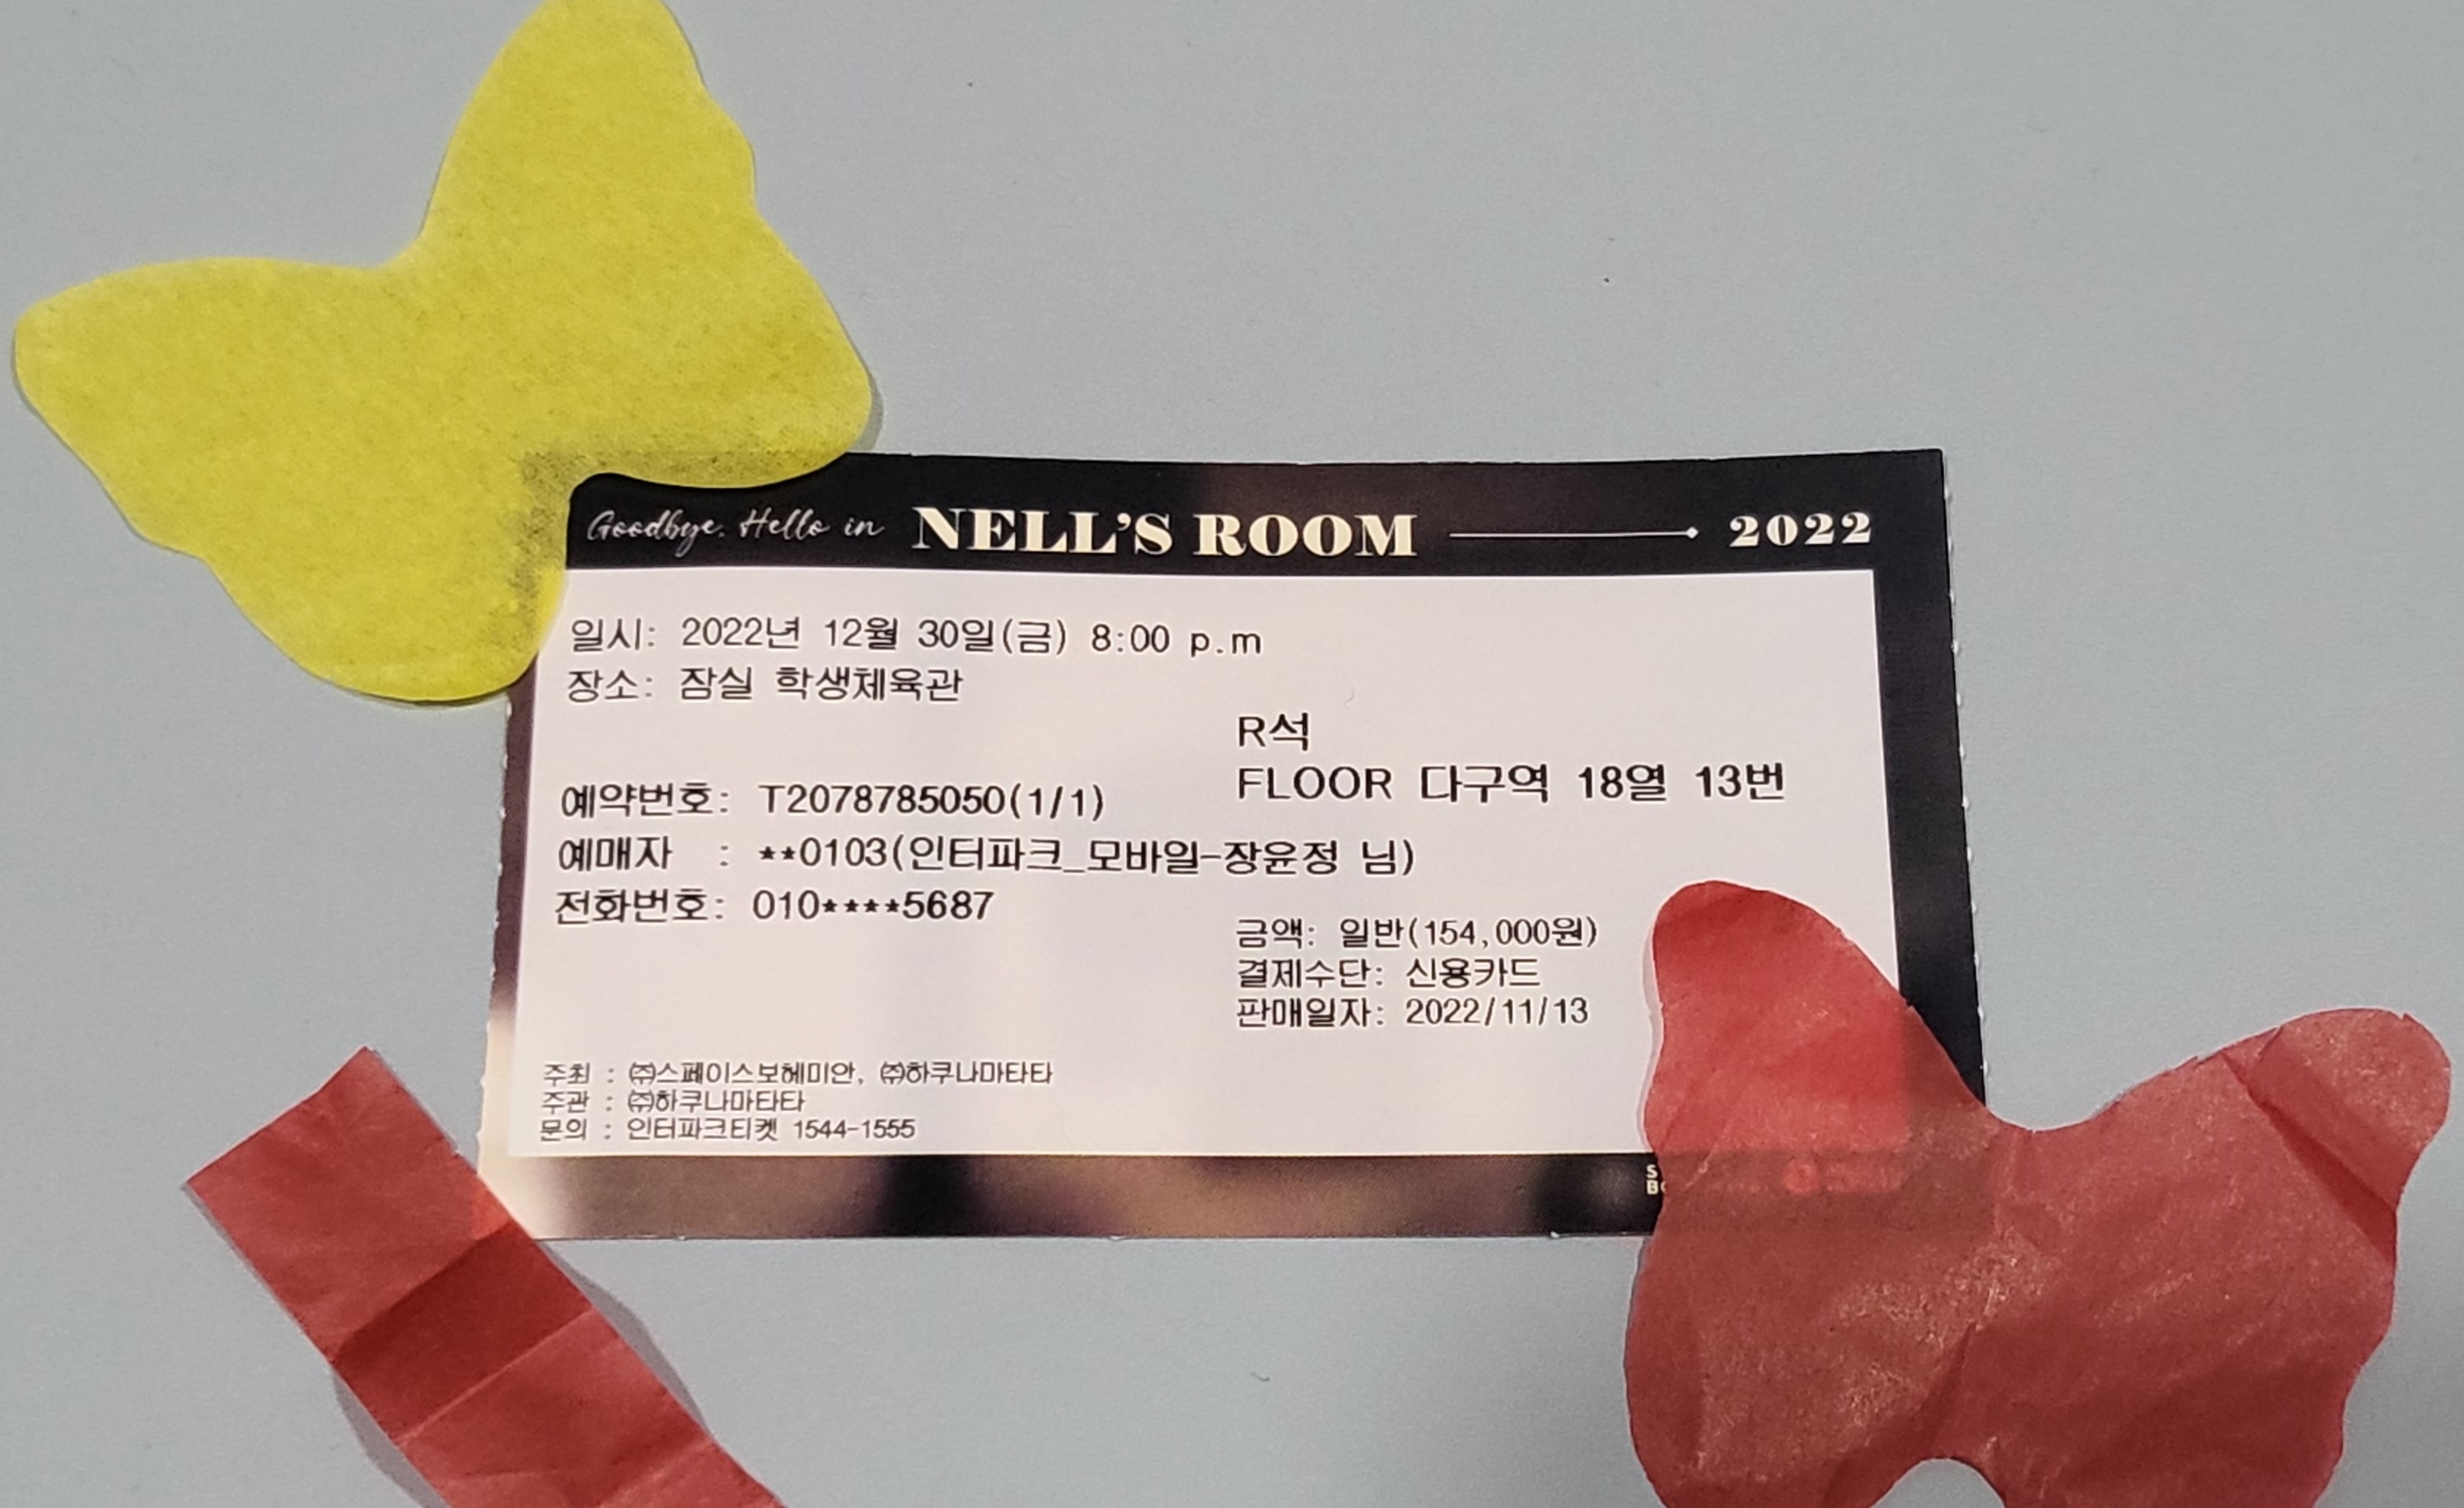 Goodbye, Hello in NELL'S ROOM 2022
일시: 2022년 12월 30일(금) 8:00 p.m
장소: 잠실 학생체육관
R석
FLOOR 다구역 18열 13번
예약번호: T2078785050(1/1)
예매자 : **0103(인터파크_모바일-장윤정 님)
전화번호: 010****5687
금액: 일반(154,000원)
결제수단: 신용카드
판매일자: 2022/11/13
주최 : ㈜스페이스보헤미안, ㈜하쿠나마타타
주관 : ㈜하쿠나마타타
문의 : 인터파크티켓 1544-1555